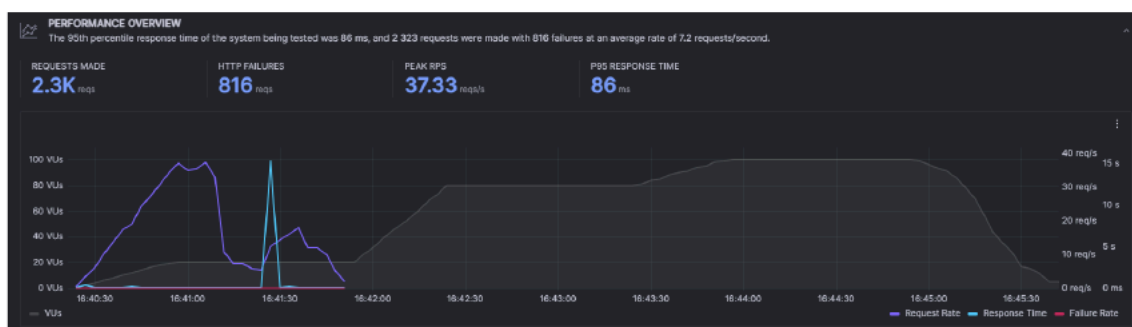 PERFORMANCE OVERVIEW
The 95th percentile response time of the system being tested was 86 ms, and 2 323 requests were made with 816 failures at an average rate of 7.2 requests/second.
REQUESTS MADE HTTP FAILURES PEAK RPS P95 RESPONSE TIME
2.3K reqs 816 reqs 37.33 reqs/s 86 ms
100 VUs 40 req/s 15 s
80 VUs 30 req/s
60 VUs 10 s
20 req/s
40 VUs 5 s
20 VUs 10 req/s
0 VUs 0 req/s 0 ms
16:40:30 16:41:00 16:41:30 16:42:00 16:42:30 16:43:00 16:43:30 16:44:00 16:44:30 16:45:00 16:45:30
VUs Request Rate Response Time Failure Rate